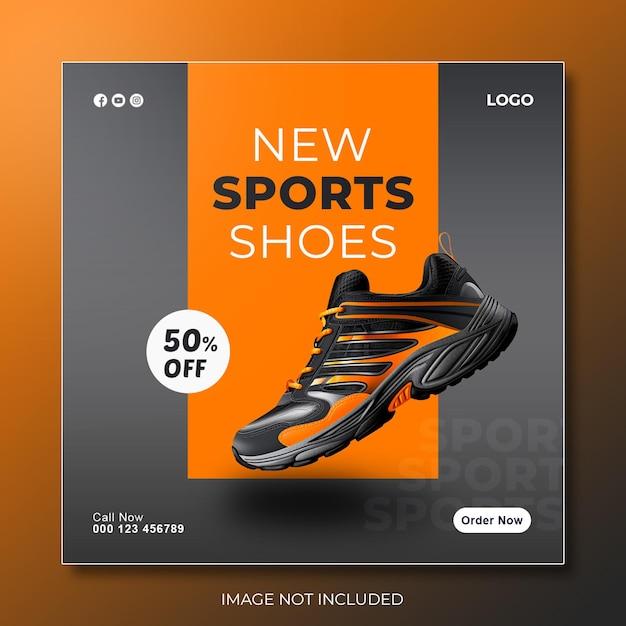 LOGO
NEW
SPORTS
SHOES
50%
OFF
SPORT
SPORT
SPORTS
Call Now
000 123 456789
Order Now
IMAGE NOT INCLUDED